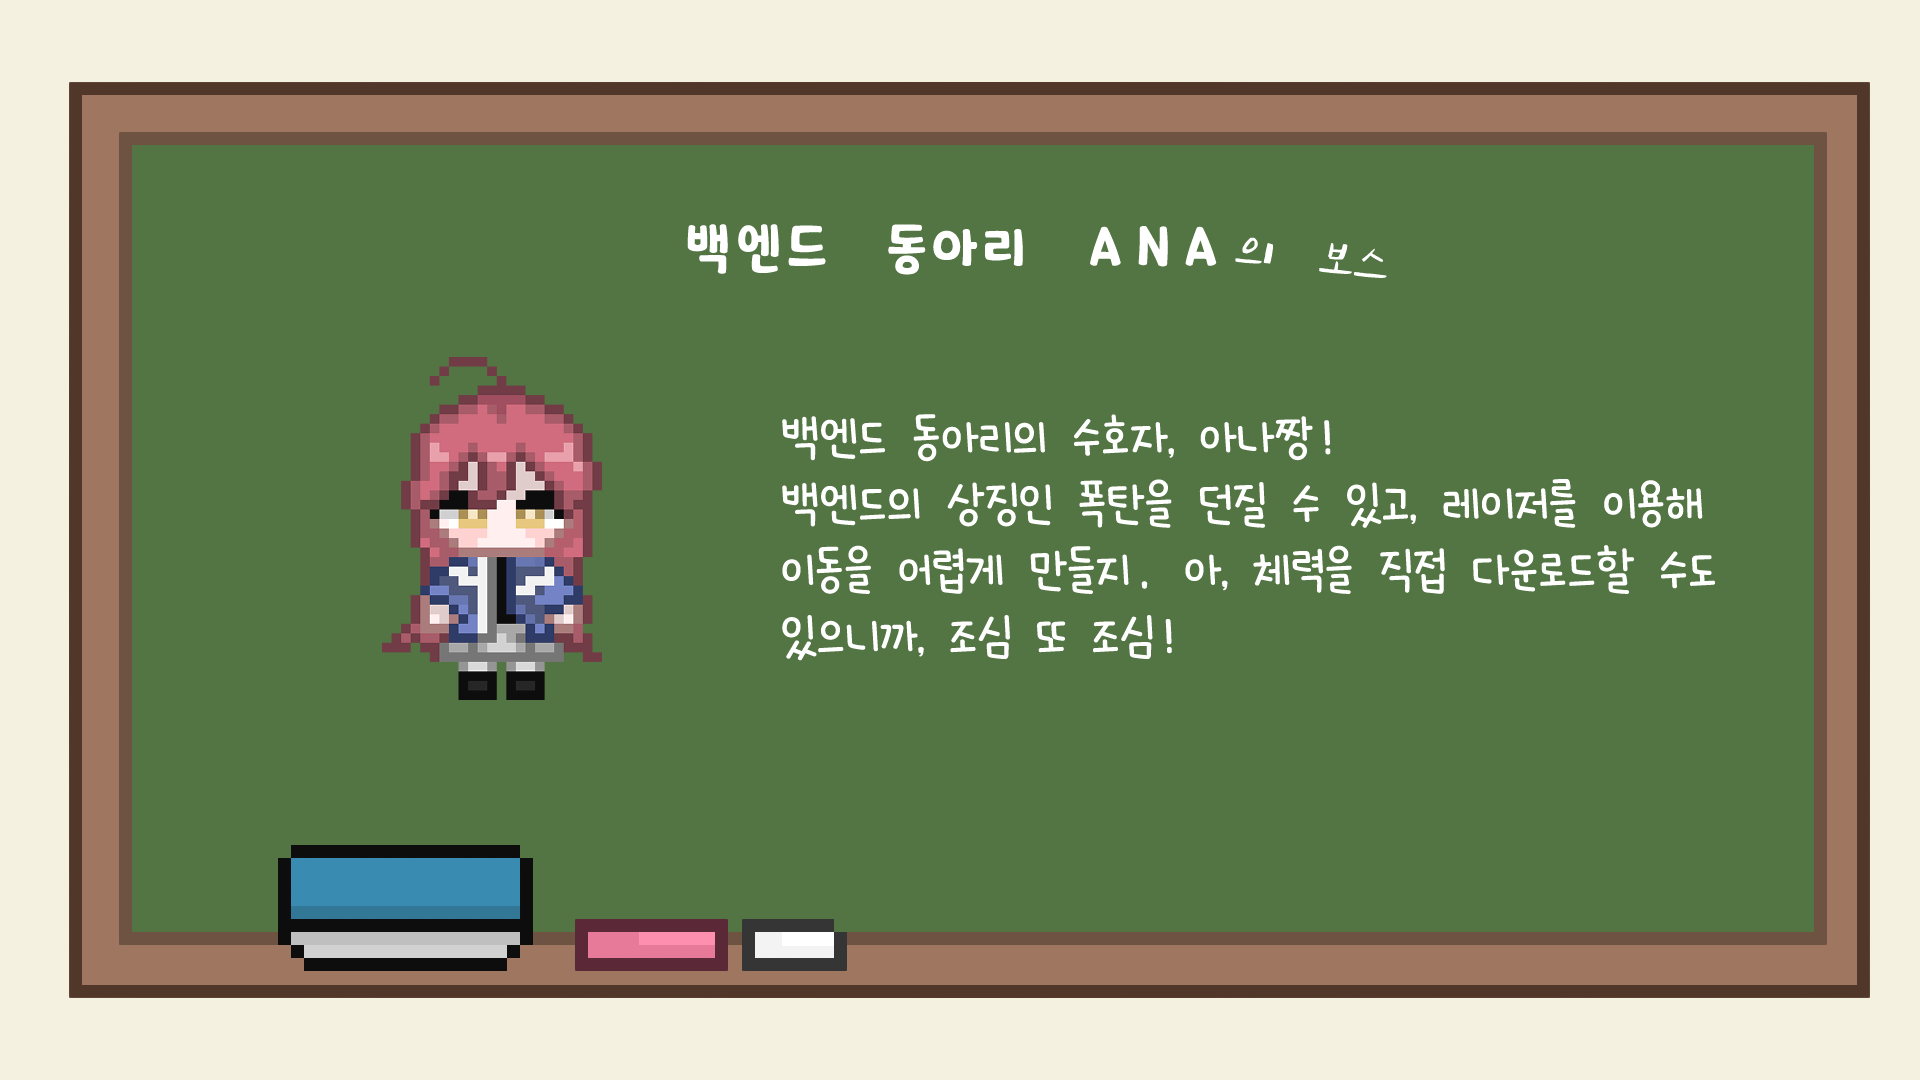 백엔드 동아리 ANA의 보스
백엔드 동아리의 수호자, 아나짱!
백엔드의 상징인 폭탄을 던질 수 있고, 레이저를 이용해
이동을 어렵게 만들지. 아, 체력을 직접 다운로드할 수도
있으니까, 조심 또 조심!